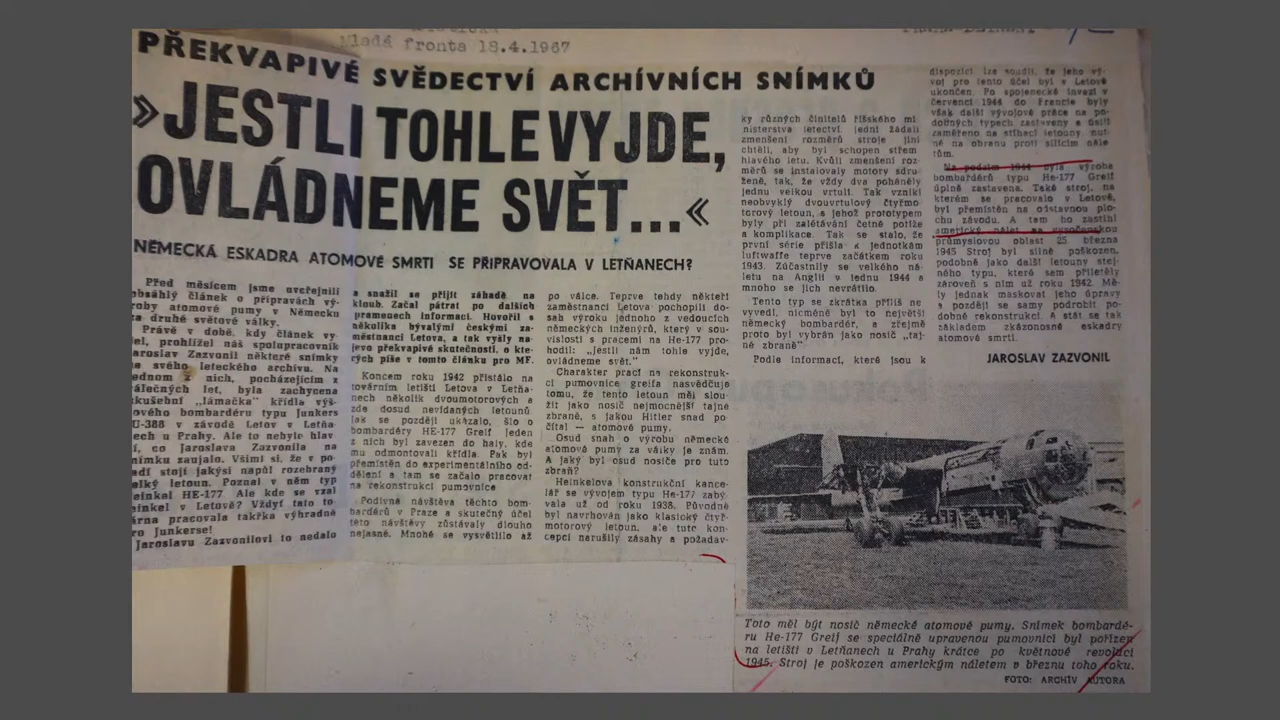 Mladá fronta 18.4.1967
PŘEKVAPIVÉ SVĚDECTVÍ ARCHÍVNÍCH SNÍMKŮ
»JESTLI TOHLE VYJDE,
OVLÁDNEME SVĚT...«
NĚMECKÁ ESKADRA ATOMOVÉ SMRTI SE PŘIPRAVOVALA V LETŇANECH?
Před měsícem jsme uveřejnili
obsáhlý článek o přípravách vý-
roby atomové pumy v Německu
za druhé světové války.
Právě v době, kdy článek vy-
el, prohlížel náš spolupracovník
aroslav Zazvonil některé snímky
e svého leteckého archívu. Na
ednom z nich, pocházejícím z
álečných let, byla zachycena
kušební „lámačka" křídla výš-
ového bombardéru typu Junkers
U-388 v závodě Letov v Letňa
ech u Prahy. Ale to nebyle hlav
í, co Jaroslava Zazvonila na
nímku zaujalo. Všiml si, že v po-
adí stojí jakýsi napůl rozebraný
elký letoun. Poznal v něm typ
einkel HE-177 Ale kde se vzal
einkel v Letově? Vždyť tato to-
árna pracovala takřka výhradně
ro Junkerse!
Jaroslavu Zazvonilovi to nedalo
a snažil se přijít záhadě na
kloub. Začal pátrat po dalších
pramenech informací. Hovořil s
několika bývalými českými za-
městnanci Letova, a tak vyšly na-
jevo překvapivé skutečnosti, o kte-
rých píše v tomto článku pro MF.
Koncem roku 1942 přistálo na
továrním letišti Letova v Letňa-
nech několik dvoumotorových a
zde dosud nevídaných letounů
Jak se později ukázalo, šlo o
bombardéry HE-177 Greif Jeden
z nich byl zavezen do haly, kde
mu odmontovali křídla. Pak byl
přemístěn do experimentálního od-
dělení a tam se začalo pracovat
na rekonstrukci pumovnice
Podivná návštěva těchto bom-
bardérů v Praze a skutečný účel
této návštěvy zůstávaly dlouho
nejasné. Mnohé se vysvětlilo až
po válce. Teprve tehdy někteří
zaměstnanci Letova pochopili do-
sah výroku jednoho z vedoucích
německých inženýrů, který v sou-
vislosti s pracemi na He-177 pro-
hodil: „Jestli nám tohle vyjde,
ovládneme svět."
Charakter prací na rekonstruk-
ci pumovnice greifa nasvědčuje
tomu, že tento letoun měl slou-
žit jako nosič nejmocnější tajné
zbraně, s jakou Hitler snad po-
čítal — atomové pumy.
Osud snah o výrobu německé
atomové pumy za války je znám.
A jaký byl osud nosiče pro tuto
zbraň?
Heinkelova konstrukční kance-
lář se vývojem typu He-177 zabý
vala už od roku 1938. Původně
byl navrhován jako klasický čtyř-
motorový letoun, ale tuto kon-
cepci narušily zásahy a požadav-
ky různých činitelů říšského mi
nisterstva letectví Jedni žádali
zmenšení rozměrů stroje jiní
chtěli, aby byl schopen střem
hlavého letu. Kvůli zmenšení roz-
měrů se instalovaly motory sdru-
ženě, tak, že vždy dva poháněly
jednu velkou vrtuli. Tak vznikl
neobvyklý dvouvrtulový čtyřmo-
torový letoun, s jehož prototypem
byly při zalétávání četné potíže
a komplikace. Tak se stalo, že
první série přišla k jednotkám
luftwaffe teprve začátkem roku
1943. Zúčastnily se velkého ná-
letu na Anglii v lednu 1944 a
mnoho se jich nevrátilo.
Tento typ se zkrátka příliš ne
vyvedl, nicméně byl to největší
německý bombardér, a zřejmě
proto byl vybrán jako nosič „taj-
né zbraně"
Podle informací, které jsou k
dispozici lze soudit, že jeho vý-
voj pro tento účel byl v Letově
ukončen. Po spojenecké invazi v
červenci 1944 do Francie byly
však další vývojové práce na po-
dobných typech zastaveny a úsilí
zaměřeno na stíhací letouny, nut-
né na obranu proti sílícím nále
tům.
Na podzim 1944 byla výroba
bombardérů typu He-177 Greif
úplně zastavena. Také stroj, na
kterém se pracovalo v Letově,
byl přemístěn na odstavnou plo-
chu závodu. A tam ho zastihl
americký nálet na vysočanskou
průmyslovou oblast 25 března
1945 Stroj byl silně poškozen,
podobně jako další letouny stej-
ného typu, které sem přilétěly
zároveň s ním už roku 1942. Mě-
ly jednak maskovat jeho úpravy
a později se samy podrobit po-
dobné rekonstrukci. A stát se tak
základem zkázonosné eskadry
atomové smrti.
JAROSLAV ZAZVONIL
Toto měl být nosič německé atomové pumy. Snímek bombardé-
ru He-177 Greif se speciálně upravenou pumovnicí byl pořízen
na letišti v Letňanech u Prahy krátce po květnové revoluci
1945. Stroj je poškozen americkým náletem v březnu toho roku.
FOTO: ARCHÍV AUTORA